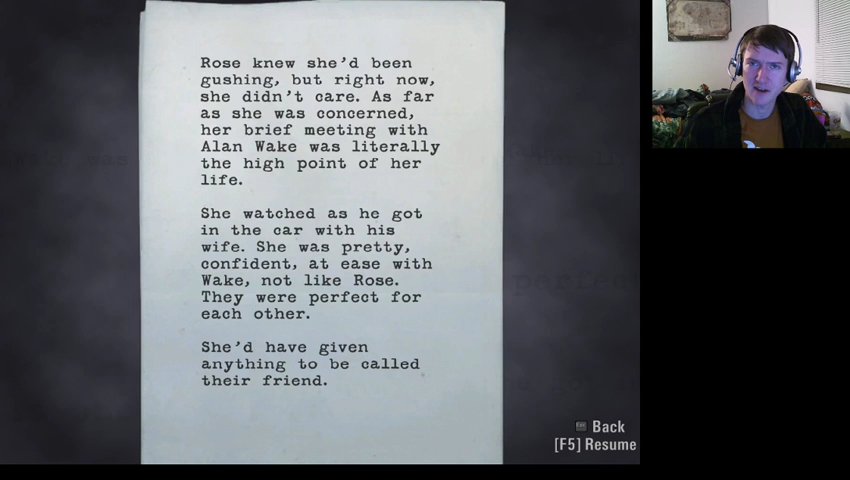 Rose knew she'd been
gushing, but right now,
she didn't care. As far
as she was concerned,
her brief meeting with
Alan Wake was literally
the high point of her
life.
She watched as he got
in the car with his
wife. She was pretty,
confident, at ease with
Wake, not like Rose.
They were perfect for
each other.
She'd have given
anything to be called
their friend.
Back
[F5] Resume